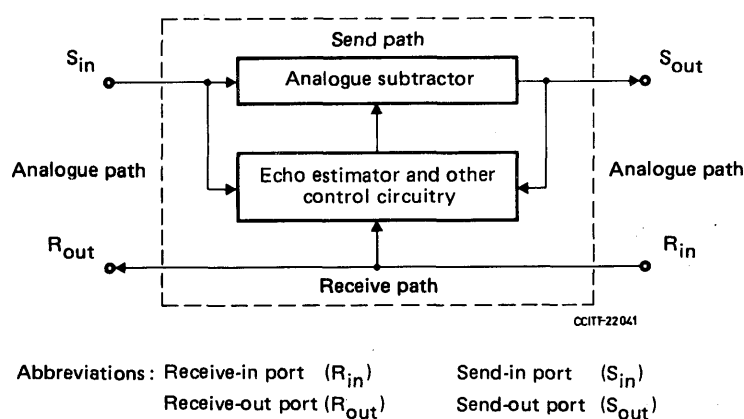 Send path
S_in
Analogue subtractor
S_out
Analogue path
Echo estimator and other
control circuitry
Analogue path
R_out
R_in
Receive path
CCITT-22041
Abbreviations: Receive-in port (R_in) Send-in port (S_in)
Receive-out port (R_out) Send-out port (S_out)